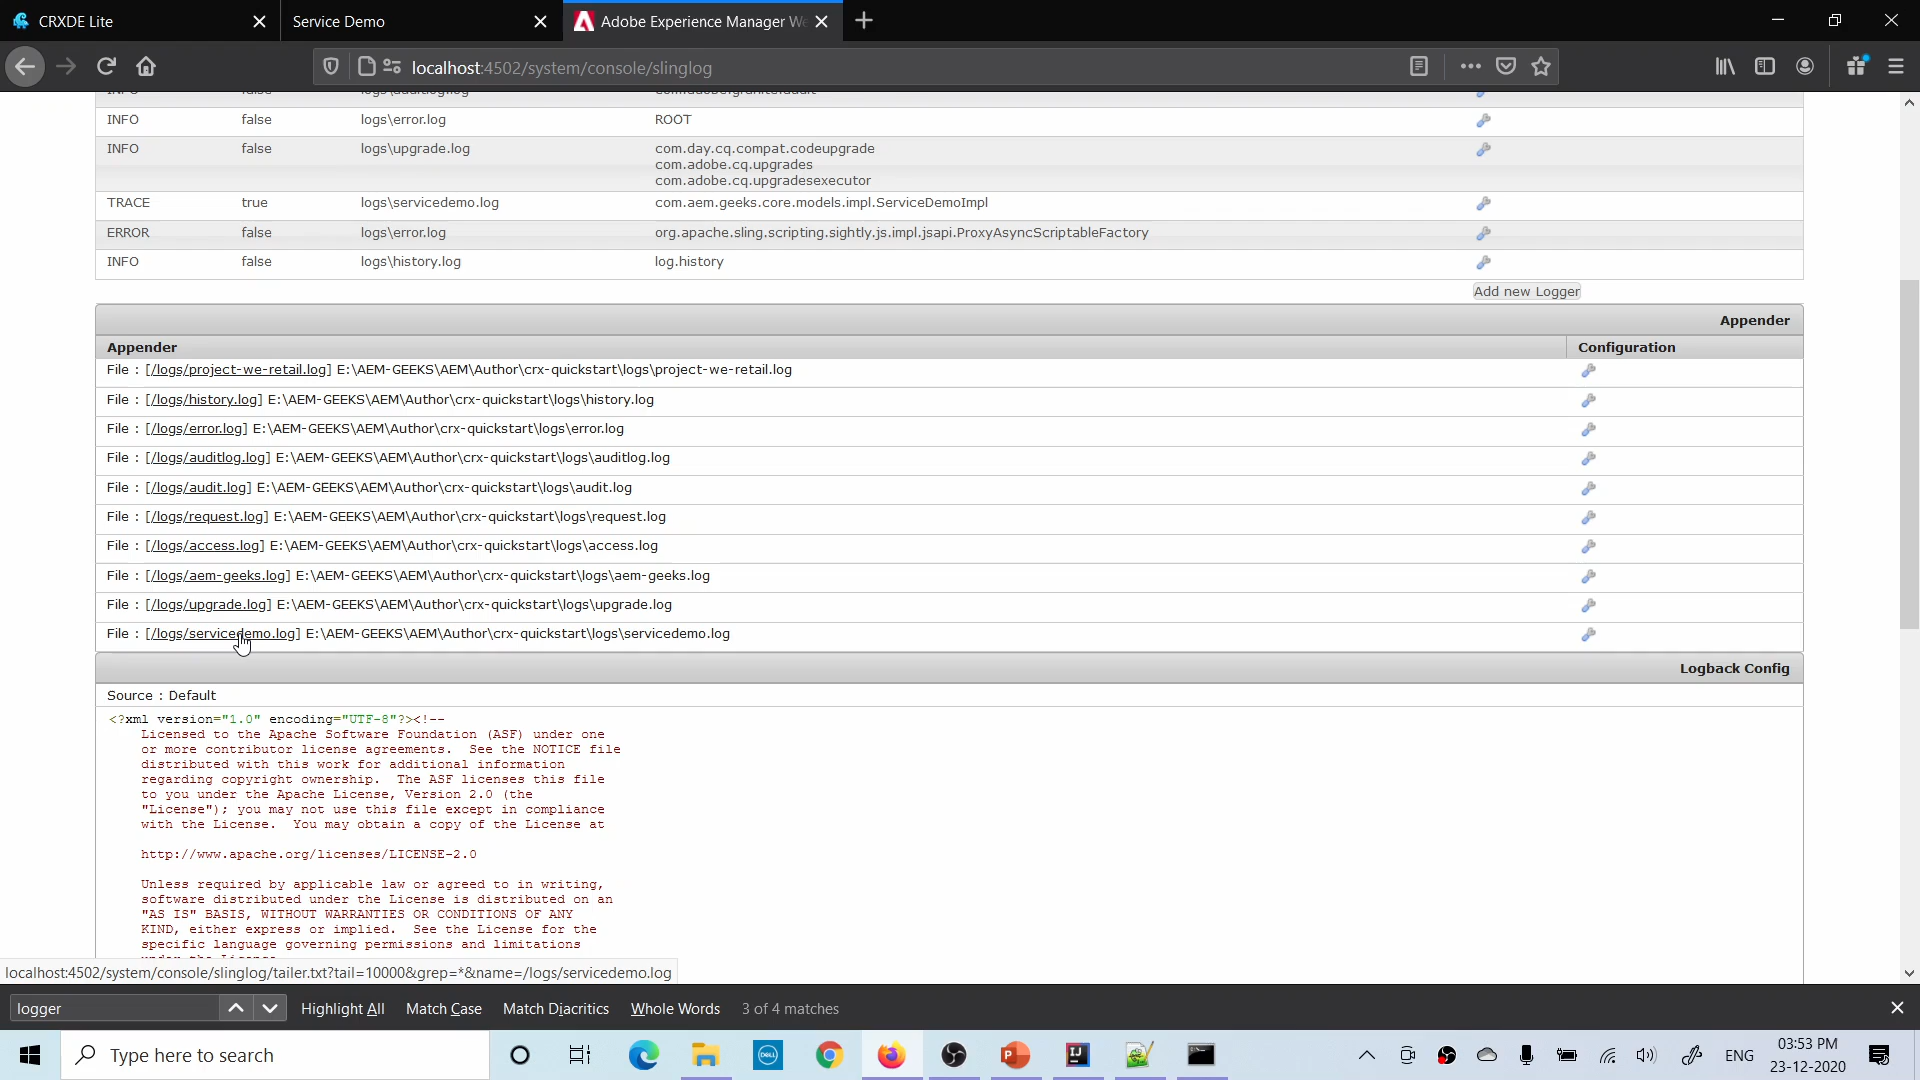 CRXDE Lite
Service Demo
Adobe Experience Manager We
localhost:4502/system/console/slinglog
INFO false logs\error.log ROOT
INFO false logs\upgrade.log com.day.cq.compat.codeupgrade
com.adobe.cq.upgrades
com.adobe.cq.upgradesexecutor
TRACE true logs\servicedemo.log com.aem.geeks.core.models.impl.ServiceDemoImpl
ERROR false logs\error.log org.apache.sling.scripting.sightly.js.impl.jsapi.ProxyAsyncScriptableFactory
INFO false logs\history.log log.history
Add new Logger
Appender
Appender Configuration
File : [/logs/project-we-retail.log] E:\AEM-GEEKS\AEM\Author\crx-quickstart\logs\project-we-retail.log
File : [/logs/history.log] E:\AEM-GEEKS\AEM\Author\crx-quickstart\logs\history.log
File : [/logs/error.log] E:\AEM-GEEKS\AEM\Author\crx-quickstart\logs\error.log
File : [/logs/auditlog.log] E:\AEM-GEEKS\AEM\Author\crx-quickstart\logs\auditlog.log
File : [/logs/audit.log] E:\AEM-GEEKS\AEM\Author\crx-quickstart\logs\audit.log
File : [/logs/request.log] E:\AEM-GEEKS\AEM\Author\crx-quickstart\logs\request.log
File : [/logs/access.log] E:\AEM-GEEKS\AEM\Author\crx-quickstart\logs\access.log
File : [/logs/aem-geeks.log] E:\AEM-GEEKS\AEM\Author\crx-quickstart\logs\aem-geeks.log
File : [/logs/upgrade.log] E:\AEM-GEEKS\AEM\Author\crx-quickstart\logs\upgrade.log
File : [/logs/servicedemo.log] E:\AEM-GEEKS\AEM\Author\crx-quickstart\logs\servicedemo.log
Logback Config
Source : Default
<?xml version="1.0" encoding="UTF-8"?><!--
Licensed to the Apache Software Foundation (ASF) under one
or more contributor license agreements. See the NOTICE file
distributed with this work for additional information
regarding copyright ownership. The ASF licenses this file
to you under the Apache License, Version 2.0 (the
"License"); you may not use this file except in compliance
with the License. You may obtain a copy of the License at
http://www.apache.org/licenses/LICENSE-2.0
Unless required by applicable law or agreed to in writing,
software distributed under the License is distributed on an
"AS IS" BASIS, WITHOUT WARRANTIES OR CONDITIONS OF ANY
KIND, either express or implied. See the License for the
specific language governing permissions and limitations
localhost:4502/system/console/slinglog/tailer.txt?tail=10000&grep=*&name=/logs/servicedemo.log
logger Highlight All Match Case Match Diacritics Whole Words 3 of 4 matches
Type here to search
DELL
ENG
03:53 PM
23-12-2020